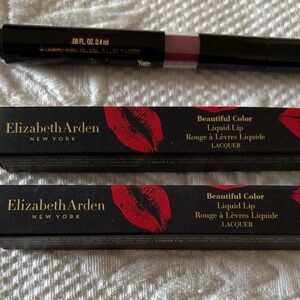 .08 FL. OZ. 2.4 ml
Elizabeth Arden
NEW YORK
Beautiful Color
Liquid Lip
Rouge à Lèvres Liquide
LACQUER
Elizabeth Arden
NEW YORK
Beautiful Color
Liquid Lip
Rouge à Lèvres Liquide
LACQUER